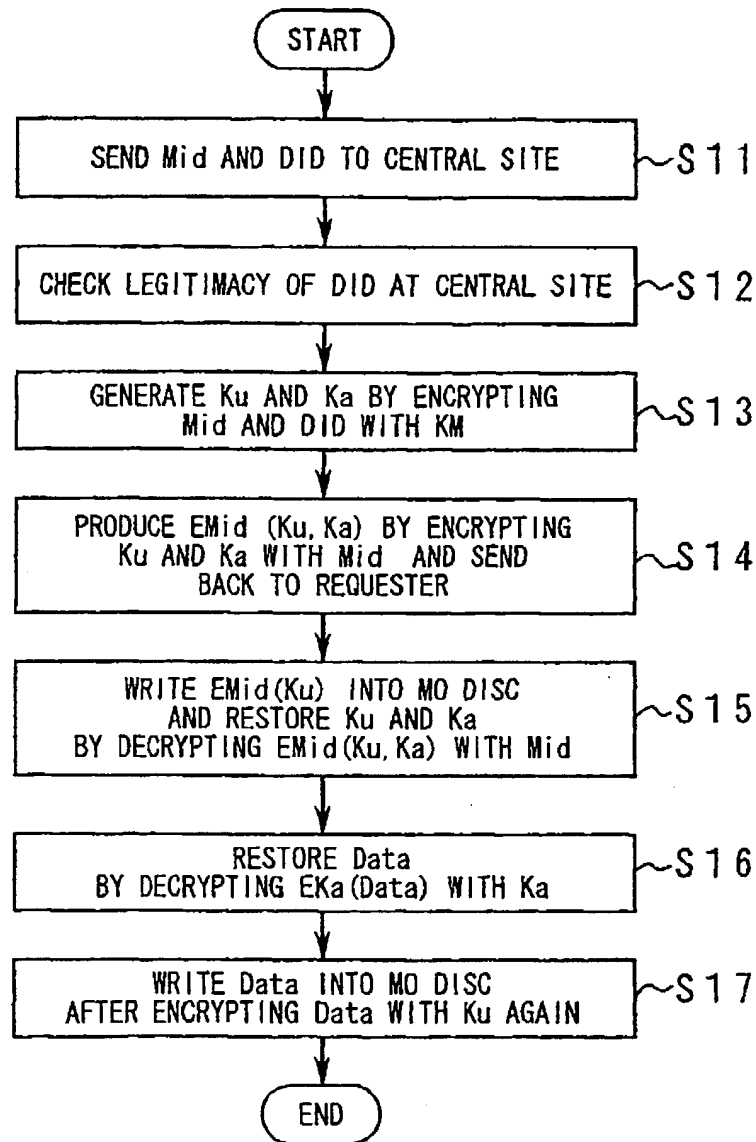 START
SEND Mid AND DID TO CENTRAL SITE
S11
CHECK LEGITIMACY OF DID AT CENTRAL SITE
S12
GENERATE Ku AND Ka BY ENCRYPTING
Mid AND DID WITH KM
S13
PRODUCE EMid (Ku,Ka) BY ENCRYPTING
Ku AND Ka WITH Mid AND SEND
BACK TO REQUESTER
S14
WRITE EMid(Ku) INTO MO DISC
AND RESTORE Ku AND Ka
BY DECRYPTING EMid(Ku,Ka) WITH Mid
S15
RESTORE Data
BY DECRYPTING EKa(Data) WITH Ka
S16
WRITE Data INTO MO DISC
AFTER ENCRYPTING Data WITH Ku AGAIN
S17
END